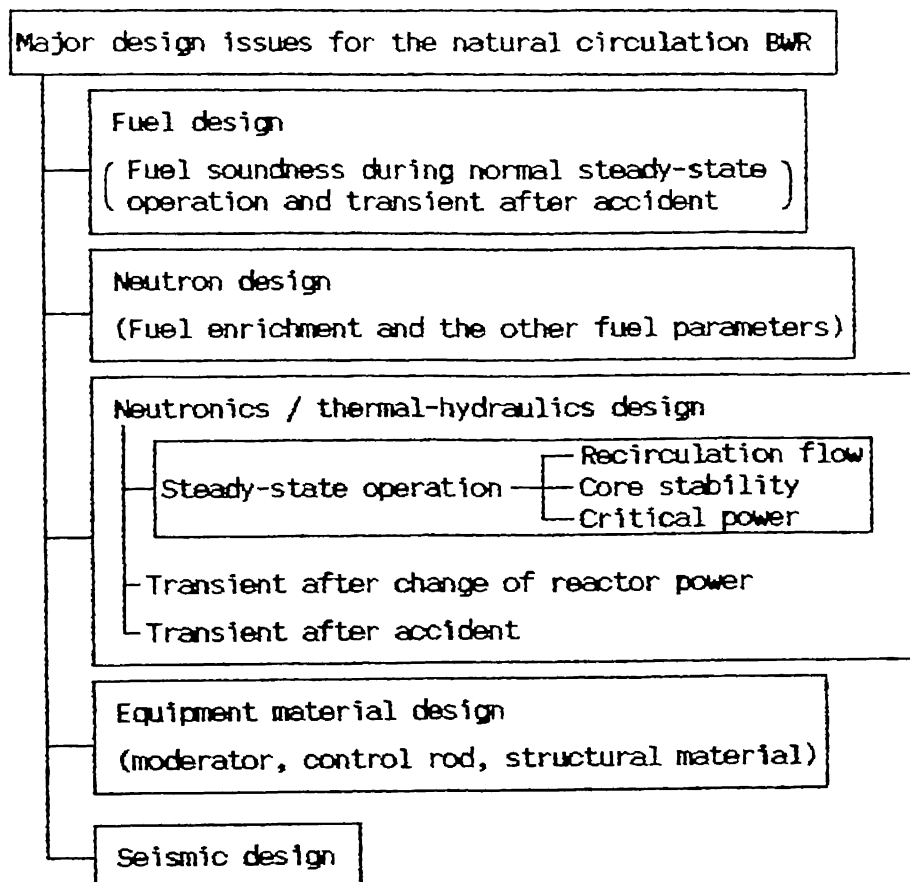 Major design issues for the natural circulation BWR
Fuel design
( Fuel soundness during normal steady-state
operation and transient after accident )
Neutron design
(Fuel enrichment and the other fuel parameters)
Neutronics / thermal-hydraulics design
Steady-state operation
Recirculation flow
Core stability
Critical power
Transient after change of reactor power
Transient after accident
Equipment material design
(moderator, control rod, structural material)
Seismic design